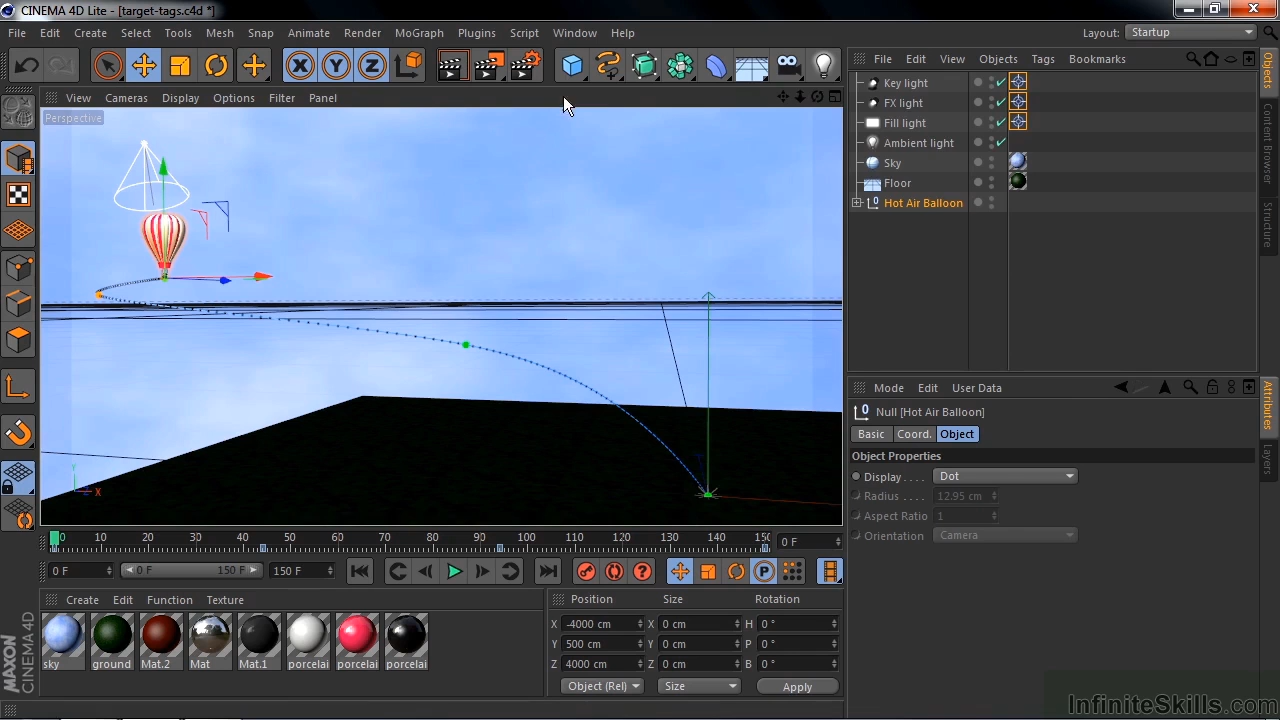 CINEMA 4D Lite - [target-tags.c4d *]
File Edit Create Select Tools Mesh Snap Animate Render MoGraph Plugins Script Window Help
Layout: Startup
X Y Z
View Cameras Display Options Filter Panel
Perspective
Y
X
File Edit View Objects Tags Bookmarks
Key light
FX light
Fill light
Ambient light
Sky
Floor
Hot Air Balloon
Objects
Content Browser
Structure
Mode Edit User Data
Null [Hot Air Balloon]
Basic Coord. Object
Object Properties
Display . . . . Dot
Radius . . . . 12.95 cm
Aspect Ratio 1
Orientation Camera
Attributes
Layers
0 10 20 30 40 50 60 70 80 90 100 110 120 130 140 150 0 F
0 F 0 F 150 F 150 F
Create Edit Function Texture
sky ground Mat.2 Mat Mat.1 porcelai porcelai porcelai
Position Size Rotation
X -4000 cm X 0 cm H 0 °
Y 500 cm Y 0 cm P 0 °
Z 4000 cm Z 0 cm B 0 °
Object (Rel) Size Apply
MAXON
CINEMA 4D
InfiniteSkills.com